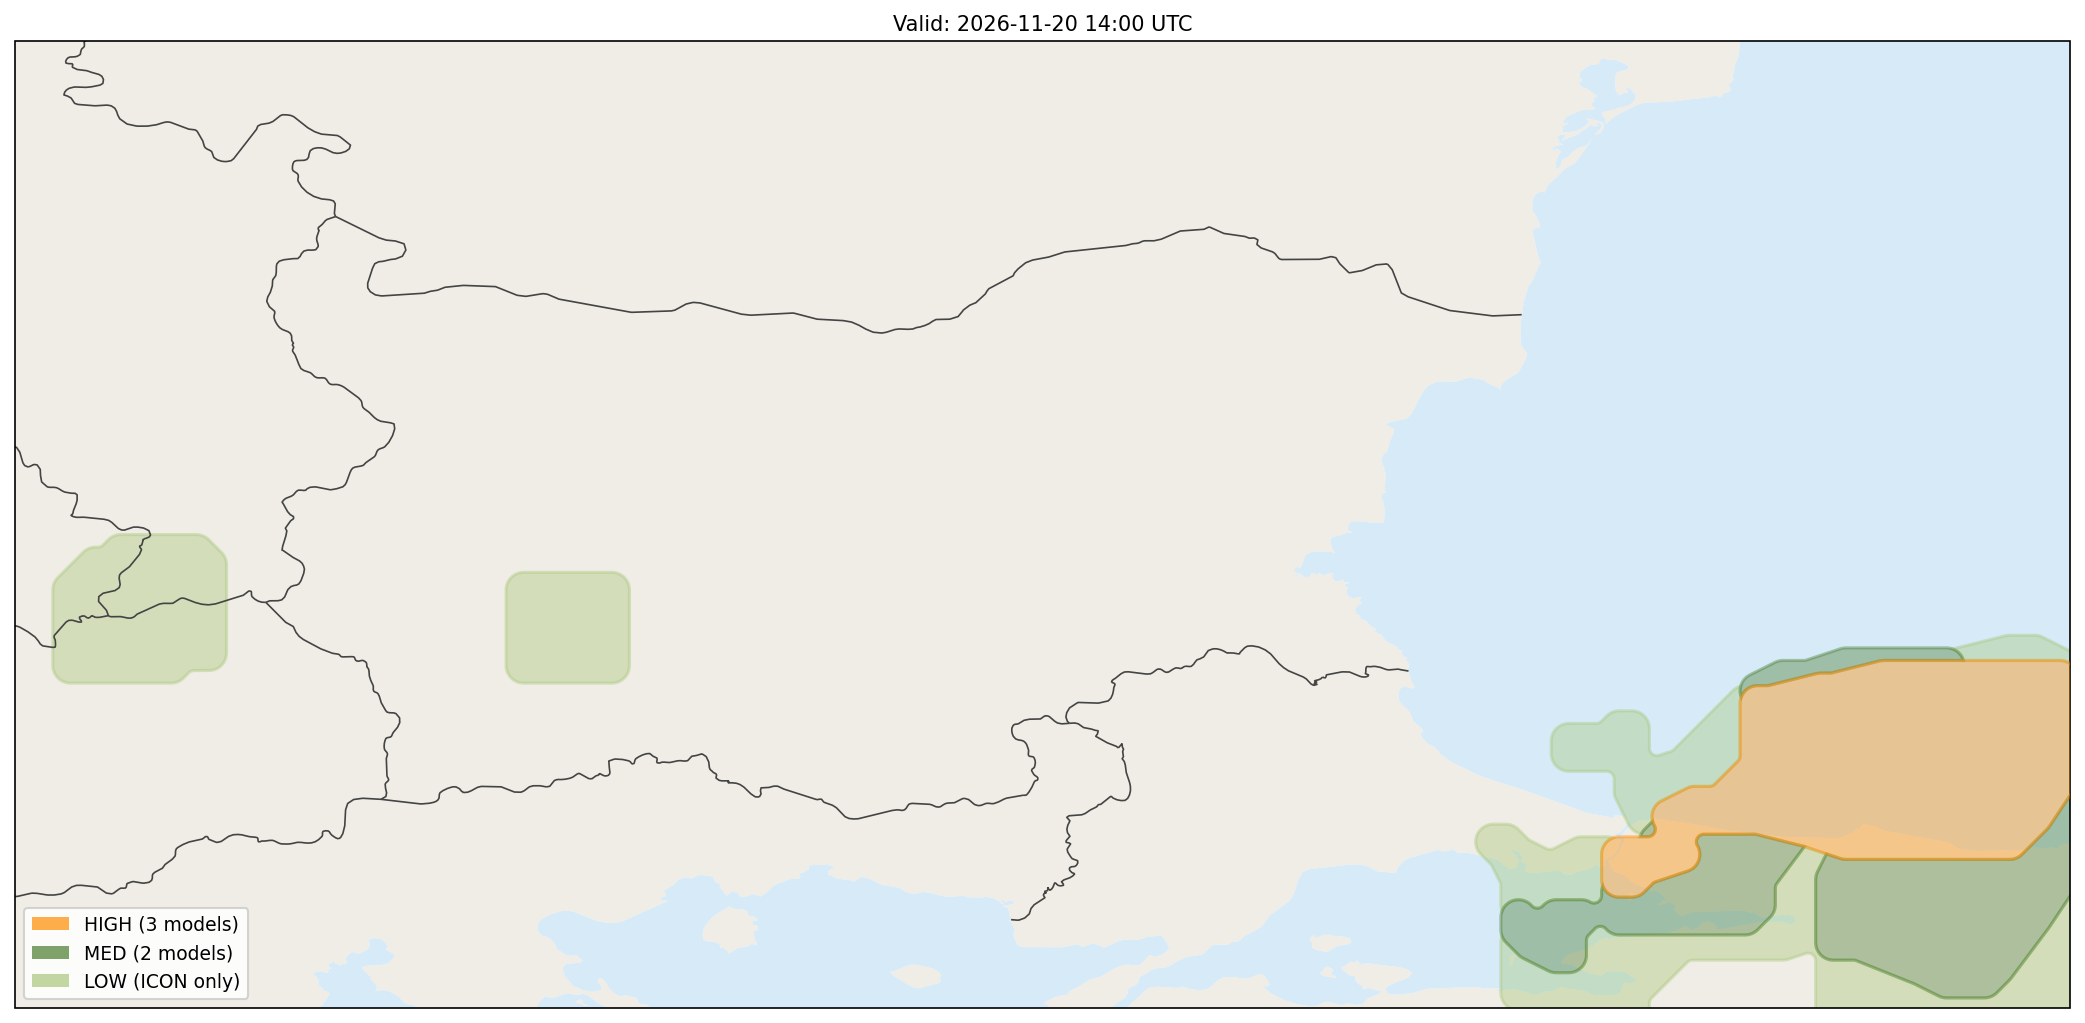 Valid: 2026-11-20 14:00 UTC
HIGH (3 models)
MED (2 models)
LOW (ICON only)